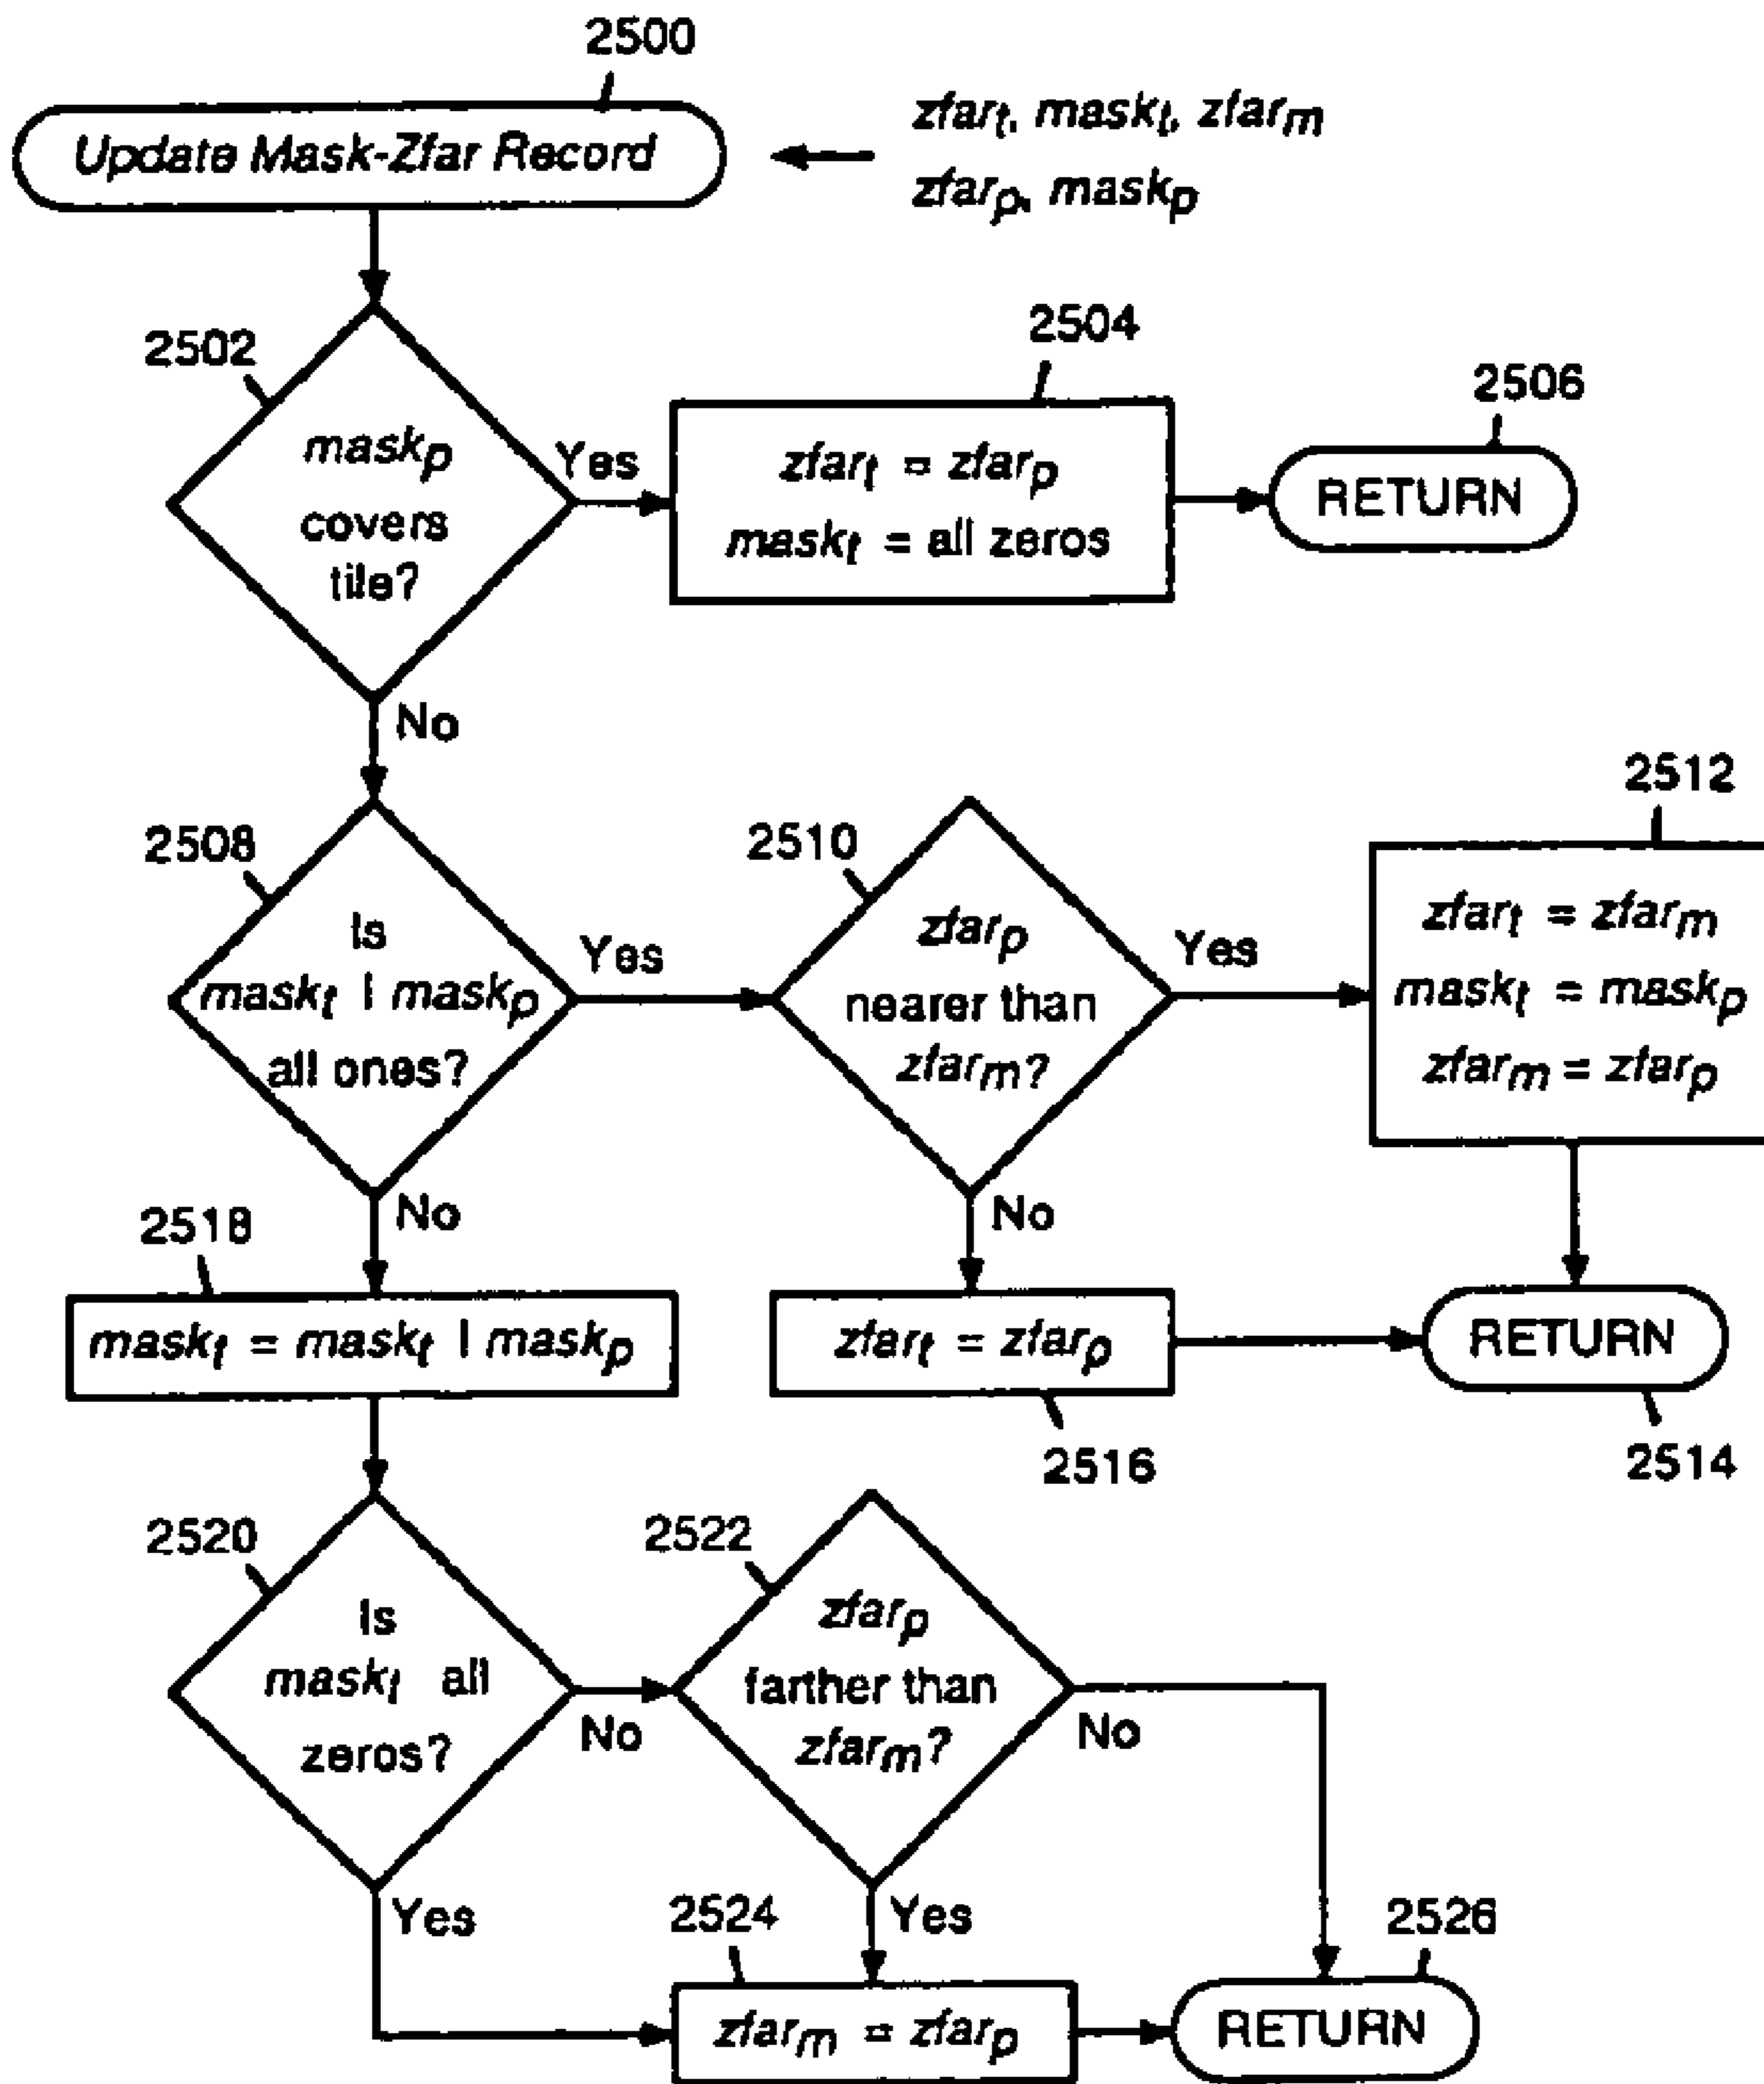 2500
Update Mask-Zfar Record
zfart, maskt, zfarm
zfarp, maskp
2502
maskp
covers
tile?
Yes
2504
zfart = zfarp
maskt = all zeros
2506
RETURN
No
2508
Is
maskt | maskp
all ones?
Yes
2510
zfarp
nearer than
zfarm?
Yes
2512
zfart = zfarm
maskt = maskp
zfarm = zfarp
No
No
2518
maskt = maskt | maskp
zfart = zfarp
2516
RETURN
2514
2520
Is
maskt all
zeros?
No
2522
zfarp
farther than
zfarm?
No
Yes
Yes
2524
zfarm = zfarp
2526
RETURN